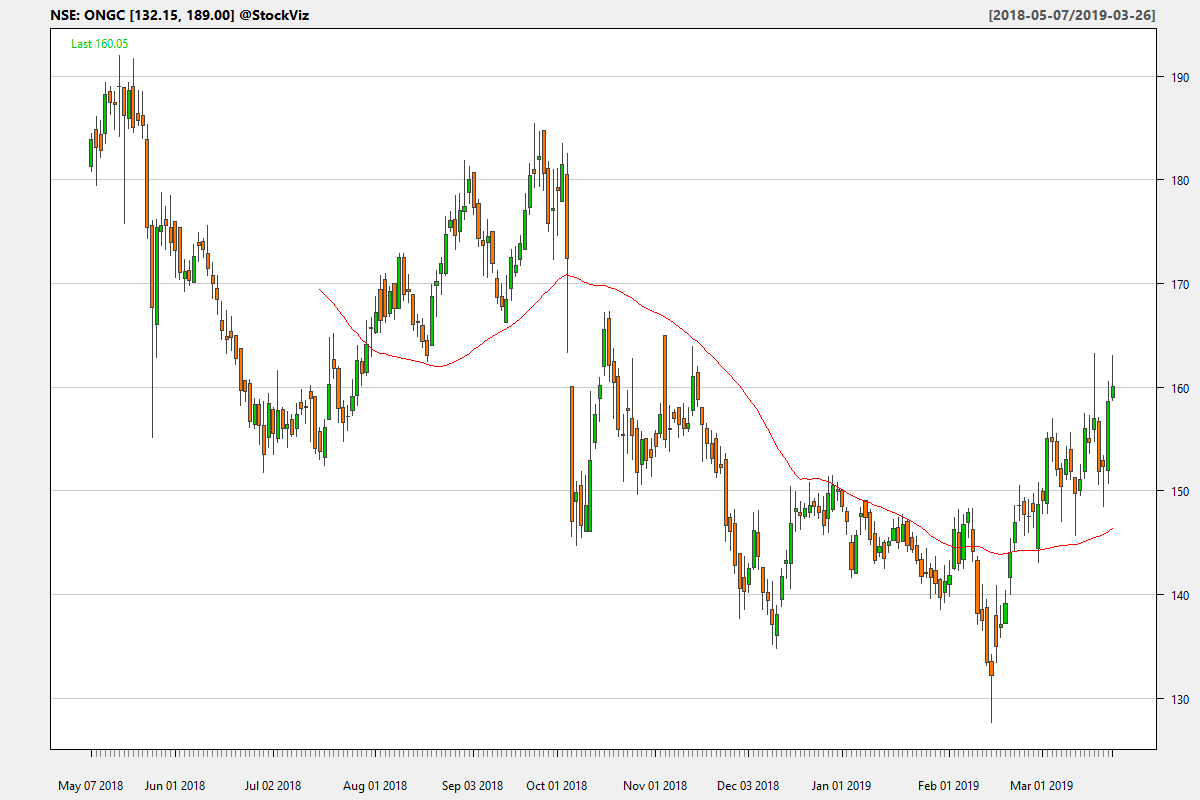 NSE: ONGC [132.15, 189.00] @StockViz
[2018-05-07/2019-03-26]
Last 160.05
190
180
170
160
150
140
130
May 07 2018 Jun 01 2018 Jul 02 2018 Aug 01 2018 Sep 03 2018 Oct 01 2018 Nov 01 2018 Dec 03 2018 Jan 01 2019 Feb 01 2019 Mar 01 2019